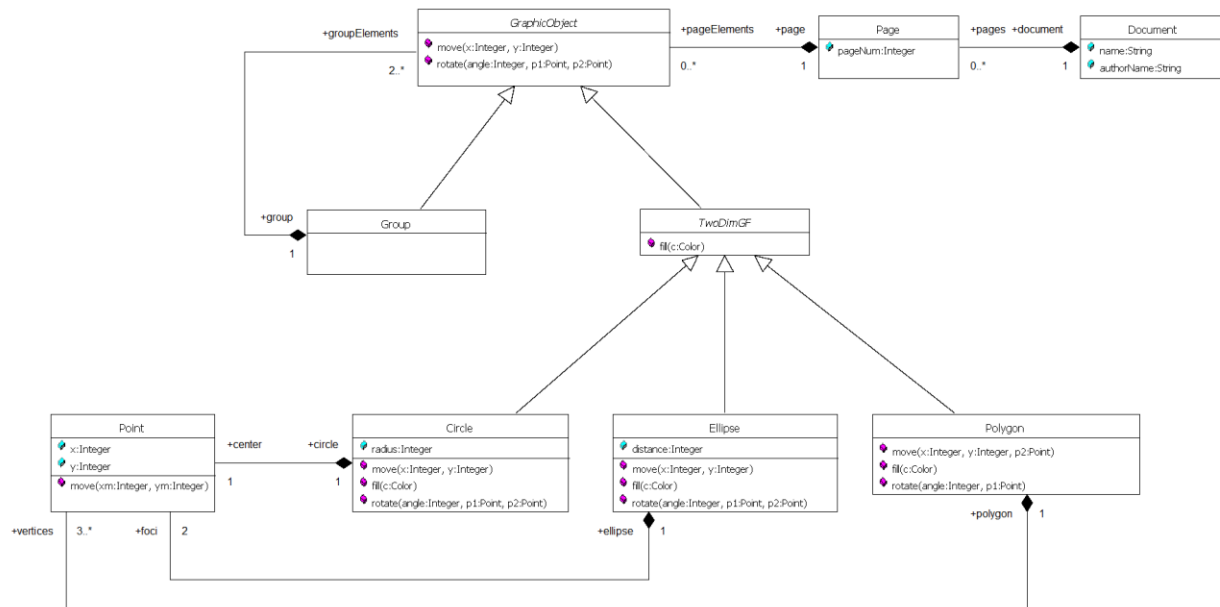 GraphicObject
move(x:Integer, y:Integer)
rotate(angle:Integer, p1:Point, p2:Point)
+groupElements
2..*
+pageElements
0..*
+page
1
Page
pageNum:Integer
+pages
0..*
+document
1
Document
name:String
authorName:String
+group
1
Group
TwoDimGF
fill(c:Color)
Point
x:Integer
y:Integer
move(xm:Integer, ym:Integer)
+center
1
+circle
1
Circle
radius:Integer
move(x:Integer, y:Integer)
fill(c:Color)
rotate(angle:Integer, p1:Point, p2:Point)
Ellipse
distance:Integer
move(x:Integer, y:Integer)
fill(c:Color)
rotate(angle:Integer, p1:Point, p2:Point)
Polygon
move(x:Integer, y:Integer, p2:Point)
fill(c:Color)
rotate(angle:Integer, p1:Point)
+vertices
3..*
+foci
2
+ellipse
1
+polygon
1